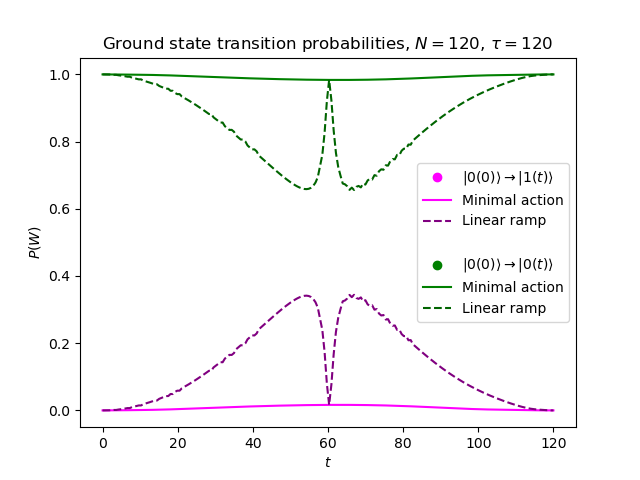 Ground state transition probabilities, N = 120, τ = 120
1.0
0.8
0.6
0.4
0.2
0.0
P(W)
0
20
40
60
80
100
120
t
|0(0)⟩ → |1(t)⟩
Minimal action
Linear ramp
|0(0)⟩ → |0(t)⟩
Minimal action
Linear ramp